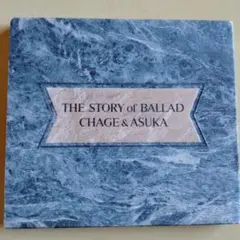 THE STORY of BALLAD
CHAGE & ASUKA